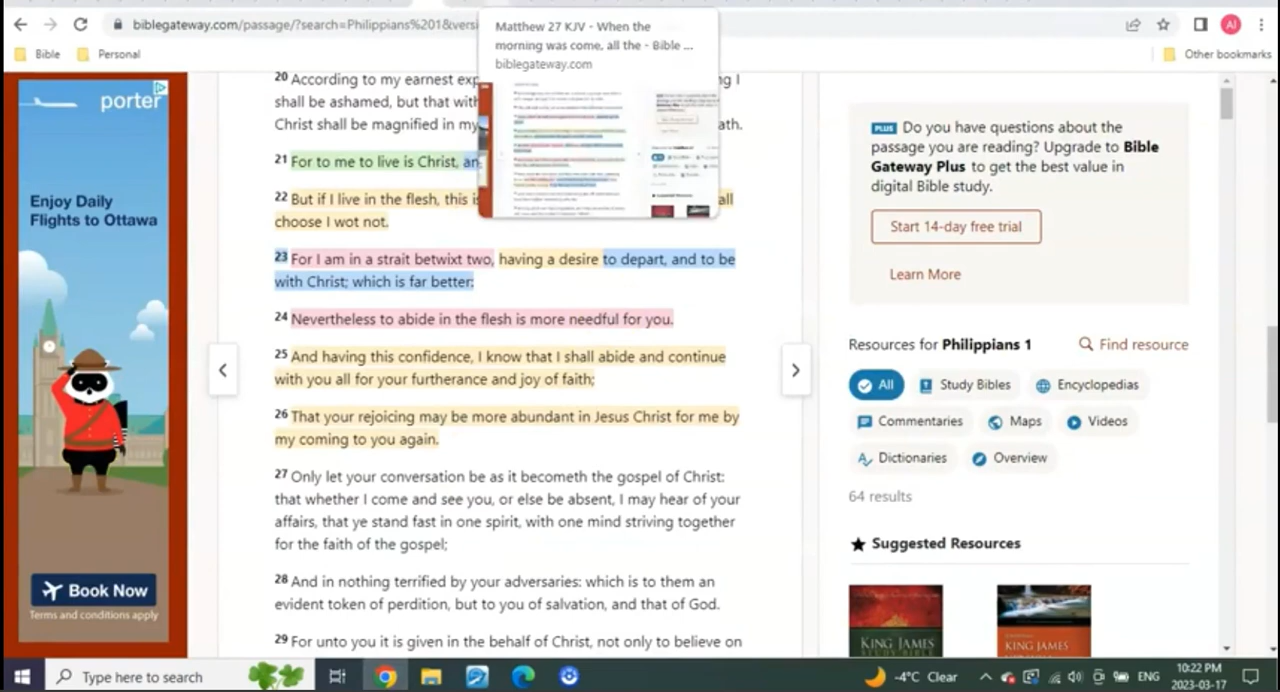 biblegateway.com/passage/?search=Philippians%201&versi
AI
Matthew 27 KJV - When the
morning was come, all the - Bible ...
biblegateway.com
Bible
Personal
Other bookmarks
porter
Enjoy Daily
Flights to Ottawa
Book Now
Terms and conditions apply
20 According to my earnest exp ng I
shall be ashamed, but that with
Christ shall be magnified in my ath.
21 For to me to live is Christ, an
22 But if I live in the flesh, this is all
choose I wot not.
23 For I am in a strait betwixt two, having a desire to depart, and to be
with Christ; which is far better:
24 Nevertheless to abide in the flesh is more needful for you.
25 And having this confidence, I know that I shall abide and continue
with you all for your furtherance and joy of faith;
26 That your rejoicing may be more abundant in Jesus Christ for me by
my coming to you again.
27 Only let your conversation be as it becometh the gospel of Christ:
that whether I come and see you, or else be absent, I may hear of your
affairs, that ye stand fast in one spirit, with one mind striving together
for the faith of the gospel;
28 And in nothing terrified by your adversaries: which is to them an
evident token of perdition, but to you of salvation, and that of God.
29 For unto you it is given in the behalf of Christ, not only to believe on
PLUS Do you have questions about the
passage you are reading? Upgrade to Bible
Gateway Plus to get the best value in
digital Bible study.
Start 14-day free trial
Learn More
Resources for Philippians 1
Find resource
All
Study Bibles
Encyclopedias
Commentaries
Maps
Videos
Dictionaries
Overview
64 results
Suggested Resources
KING JAMES
KING JAMES
Type here to search
-4°C Clear
ENG
10:22 PM
2023-03-17